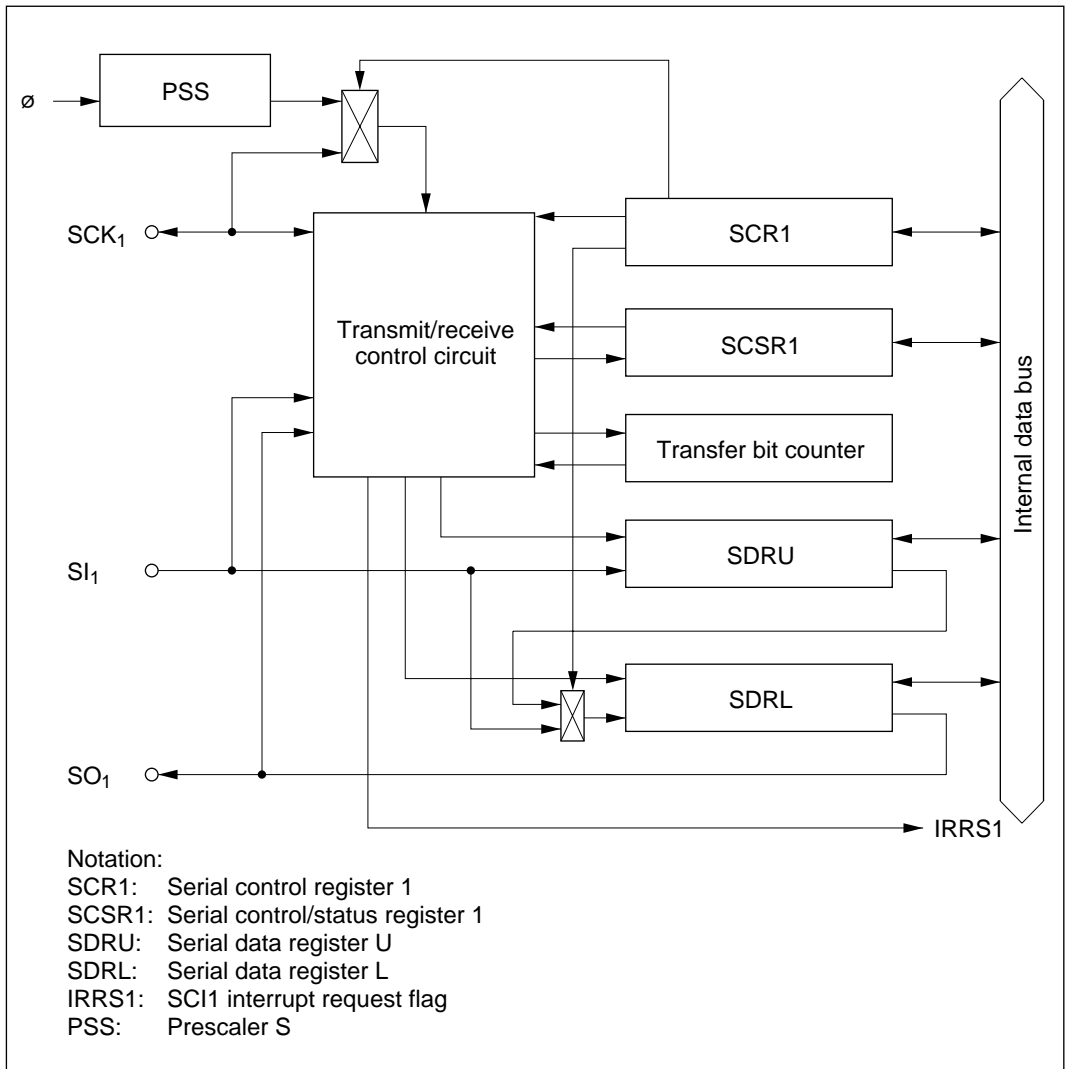 PSS
ø
SCK1
SCR1
Transmit/receive
control circuit
SCSR1
Transfer bit counter
Internal data bus
SI1
SDRU
SDRL
SO1
IRRS1
Notation:
SCR1: Serial control register 1
SCSR1: Serial control/status register 1
SDRU: Serial data register U
SDRL: Serial data register L
IRRS1: SCI1 interrupt request flag
PSS: Prescaler S